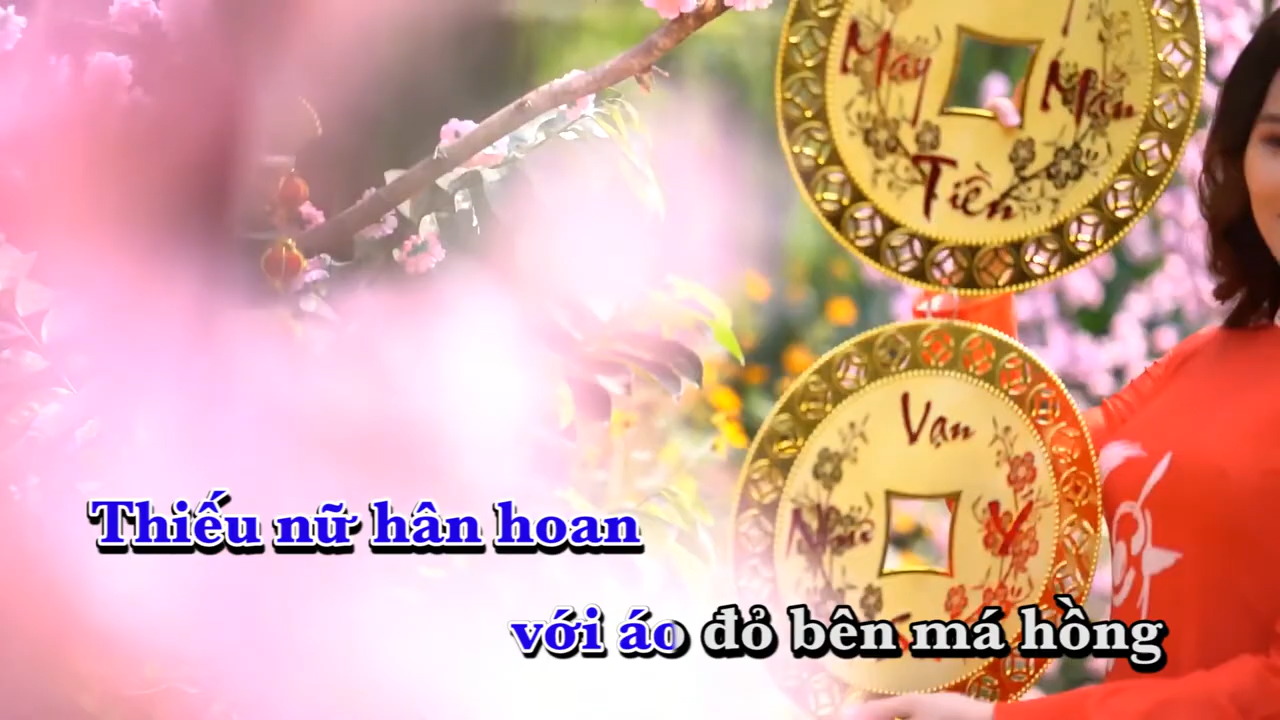 May Mắn
Tiền
Vạn
Như Ý
Thiếu nữ hân hoan
với áo đỏ bên má hồng